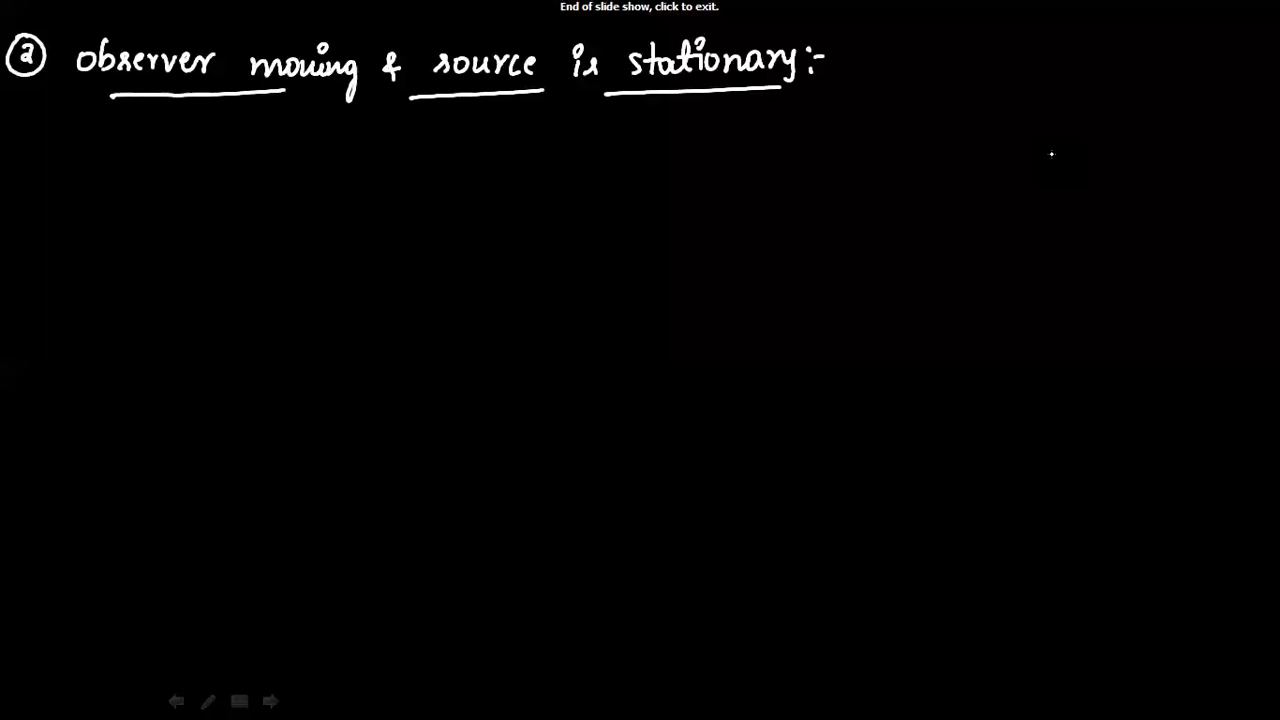 End of slide show, click to exit.
② observer moving & source is stationary:-